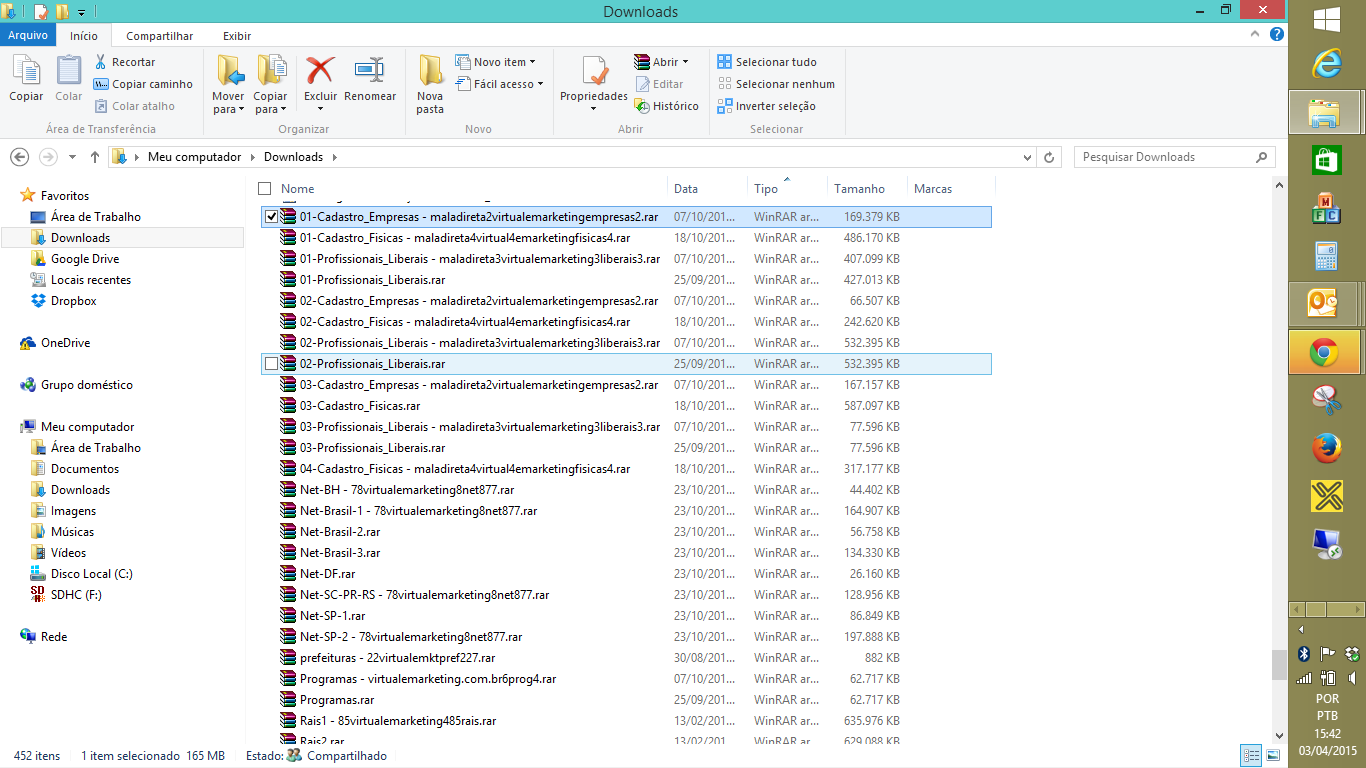 Downloads
Arquivo Início Compartilhar Exibir
Copiar Colar Recortar Copiar caminho Colar atalho
Mover para Copiar para Excluir Renomear
Nova pasta Novo item Fácil acesso
Propriedades Abrir Editar Histórico
Selecionar tudo Selecionar nenhum Inverter seleção
Área de Transferência Organizar Novo Abrir Selecionar
Meu computador Downloads Pesquisar Downloads
Favoritos
Área de Trabalho
Downloads
Google Drive
Locais recentes
Dropbox
OneDrive
Grupo doméstico
Meu computador
Área de Trabalho
Documentos
Downloads
Imagens
Músicas
Vídeos
Disco Local (C:)
SDHC (F:)
Rede
Nome Data Tipo Tamanho Marcas
01-Cadastro_Empresas - maladireta2virtualemarketingempresas2.rar 07/10/201... WinRAR ar... 169.379 KB
01-Cadastro_Fisicas - maladireta4virtual4emarketingfisicas4.rar 18/10/201... WinRAR ar... 486.170 KB
01-Profissionais_Liberais - maladireta3virtualemarketing3liberais3.rar 07/10/201... WinRAR ar... 407.099 KB
01-Profissionais_Liberais.rar 25/09/201... WinRAR ar... 427.013 KB
02-Cadastro_Empresas - maladireta2virtualemarketingempresas2.rar 07/10/201... WinRAR ar... 66.507 KB
02-Cadastro_Fisicas - maladireta4virtual4emarketingfisicas4.rar 18/10/201... WinRAR ar... 242.620 KB
02-Profissionais_Liberais - maladireta3virtualemarketing3liberais3.rar 07/10/201... WinRAR ar... 532.395 KB
02-Profissionais_Liberais.rar 25/09/201... WinRAR ar... 532.395 KB
03-Cadastro_Empresas - maladireta2virtualemarketingempresas2.rar 07/10/201... WinRAR ar... 167.157 KB
03-Cadastro_Fisicas.rar 18/10/201... WinRAR ar... 587.097 KB
03-Profissionais_Liberais - maladireta3virtualemarketing3liberais3.rar 07/10/201... WinRAR ar... 77.596 KB
03-Profissionais_Liberais.rar 25/09/201... WinRAR ar... 77.596 KB
04-Cadastro_Fisicas - maladireta4virtual4emarketingfisicas4.rar 18/10/201... WinRAR ar... 317.177 KB
Net-BH - 78virtualemarketing8net877.rar 23/10/201... WinRAR ar... 44.402 KB
Net-Brasil-1 - 78virtualemarketing8net877.rar 23/10/201... WinRAR ar... 164.907 KB
Net-Brasil-2.rar 23/10/201... WinRAR ar... 56.758 KB
Net-Brasil-3.rar 23/10/201... WinRAR ar... 134.330 KB
Net-DF.rar 23/10/201... WinRAR ar... 26.160 KB
Net-SC-PR-RS - 78virtualemarketing8net877.rar 23/10/201... WinRAR ar... 128.956 KB
Net-SP-1.rar 23/10/201... WinRAR ar... 86.849 KB
Net-SP-2 - 78virtualemarketing8net877.rar 23/10/201... WinRAR ar... 197.888 KB
prefeituras - 22virtualemktpref227.rar 30/08/201... WinRAR ar... 882 KB
Programas - virtualemarketing.com.br6prog4.rar 07/10/201... WinRAR ar... 62.717 KB
Programas.rar 25/09/201... WinRAR ar... 62.717 KB
Rais1 - 85virtualemarketing485rais.rar 13/02/201... WinRAR ar... 635.976 KB
Rais2.rar 13/02/201... WinRAR ar... 629.088 KB
452 itens 1 item selecionado 165 MB Estado: Compartilhado
POR
PTB
15:42
03/04/2015